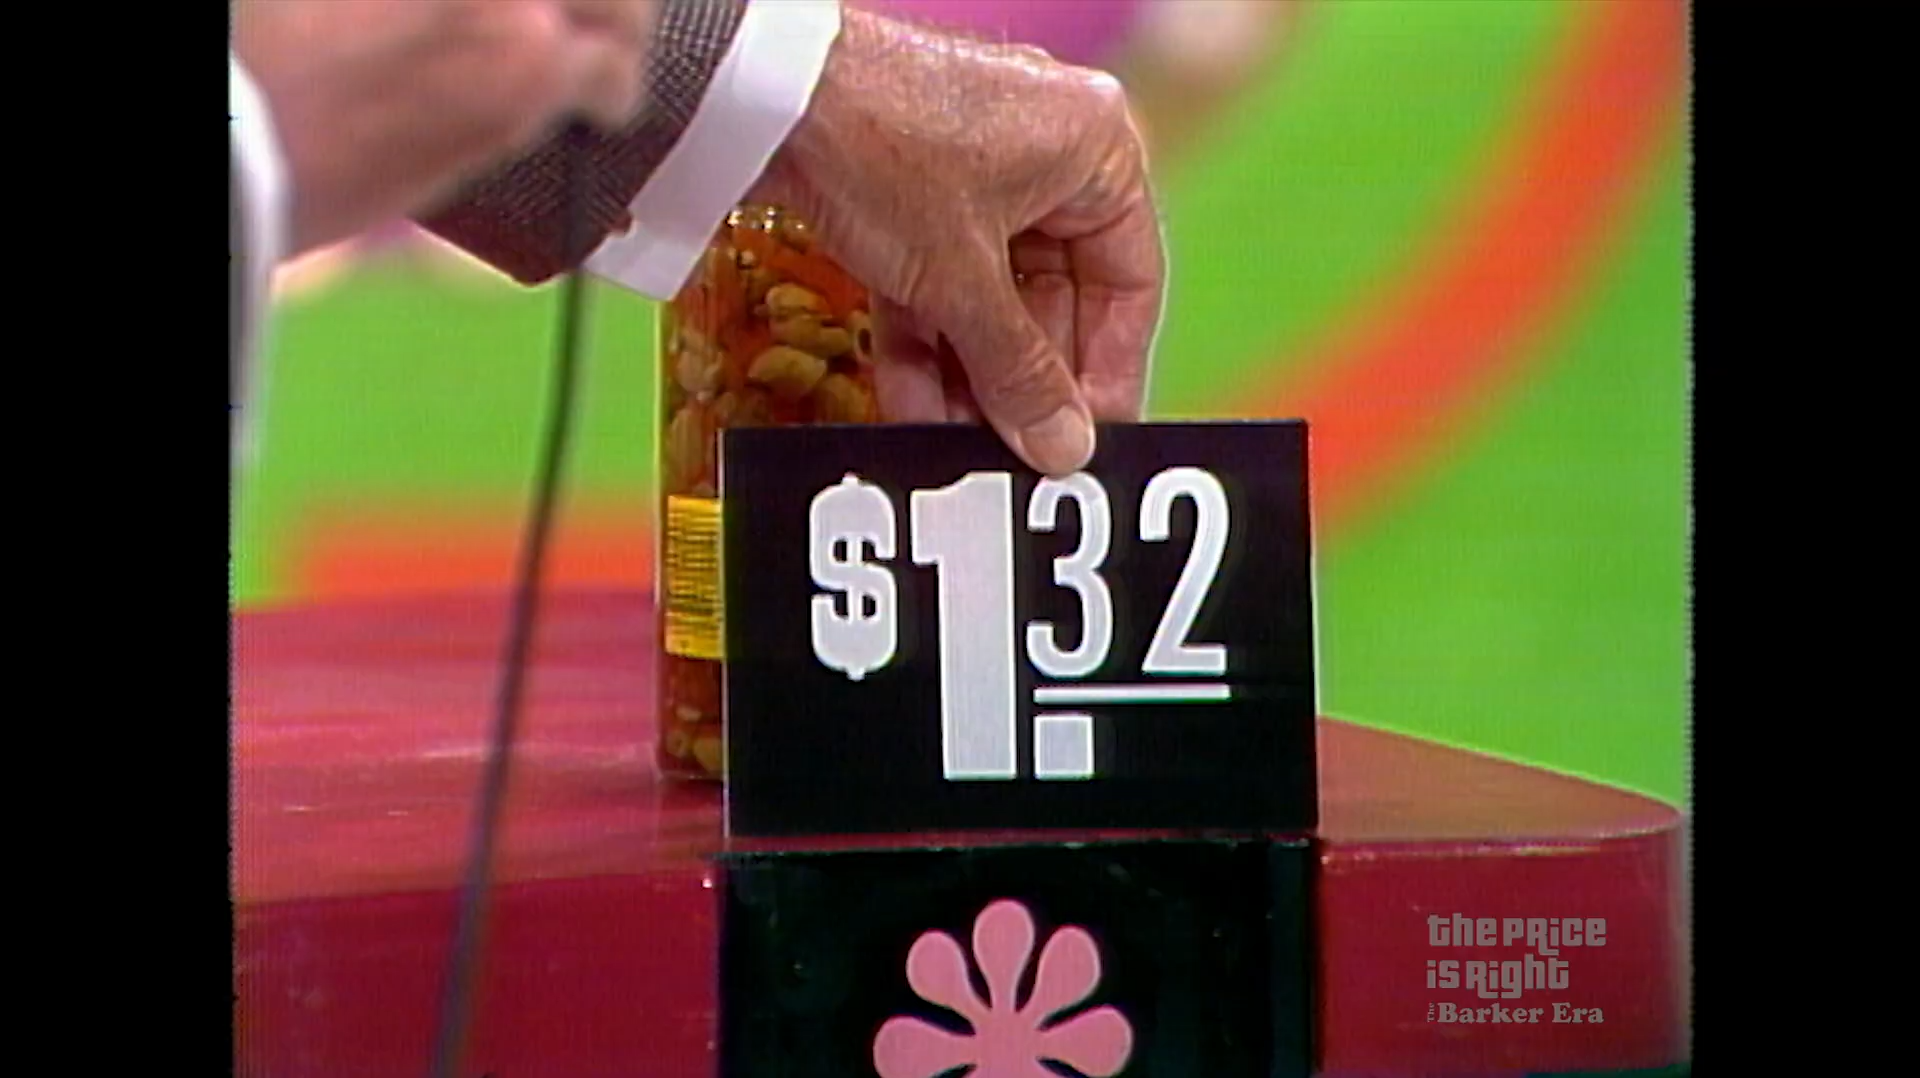 $1.32
the PRiCE
iS RigHt
The Barker Era